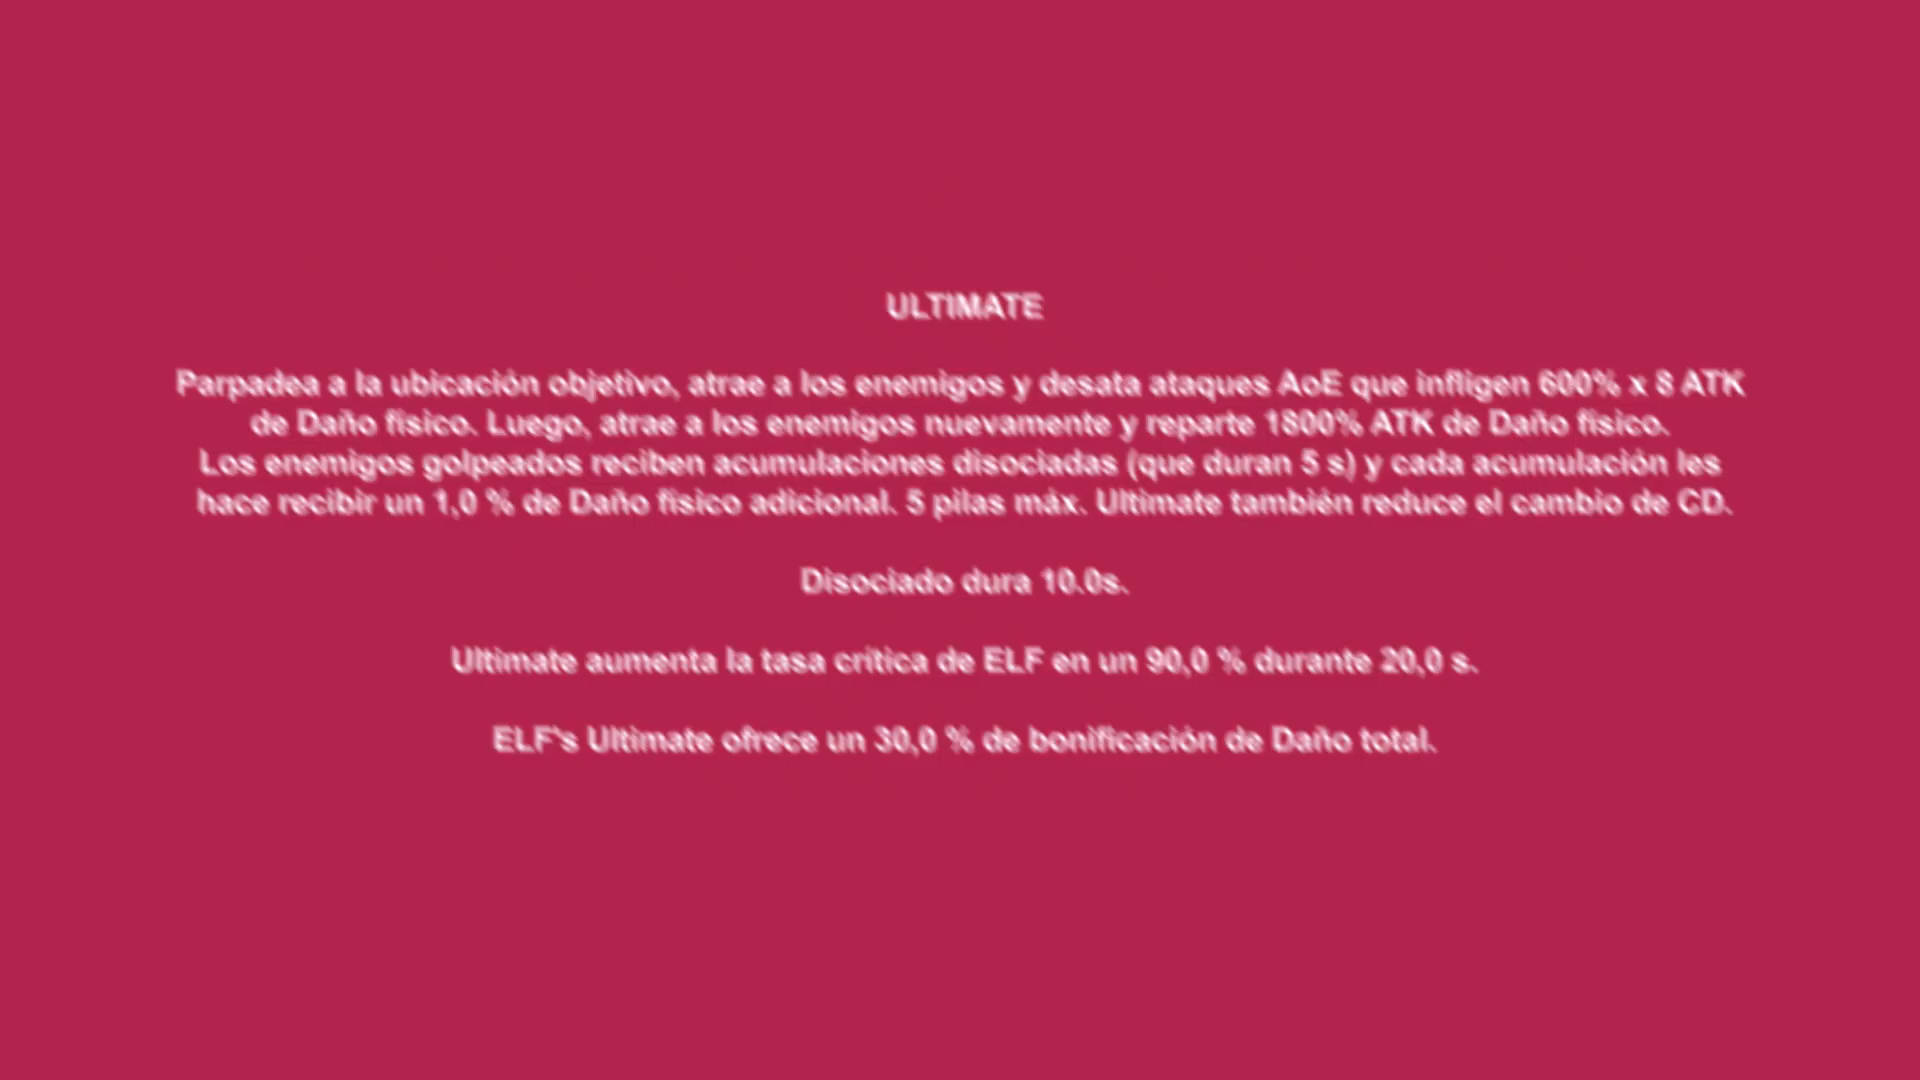 ULTIMATE
Parpadea a la ubicación objetivo, atrae a los enemigos y desata ataques AoE que infligen 600% x 8 ATK
de Daño físico. Luego, atrae a los enemigos nuevamente y reparte 1800% ATK de Daño físico.
Los enemigos golpeados reciben acumulaciones disociadas (que duran 5 s) y cada acumulación les
hace recibir un 1,0 % de Daño físico adicional. 5 pilas máx. Ultimate también reduce el cambio de CD.
Disociado dura 10.0s.
Ultimate aumenta la tasa crítica de ELF en un 90,0 % durante 20,0 s.
ELF's Ultimate ofrece un 30,0 % de bonificación de Daño total.